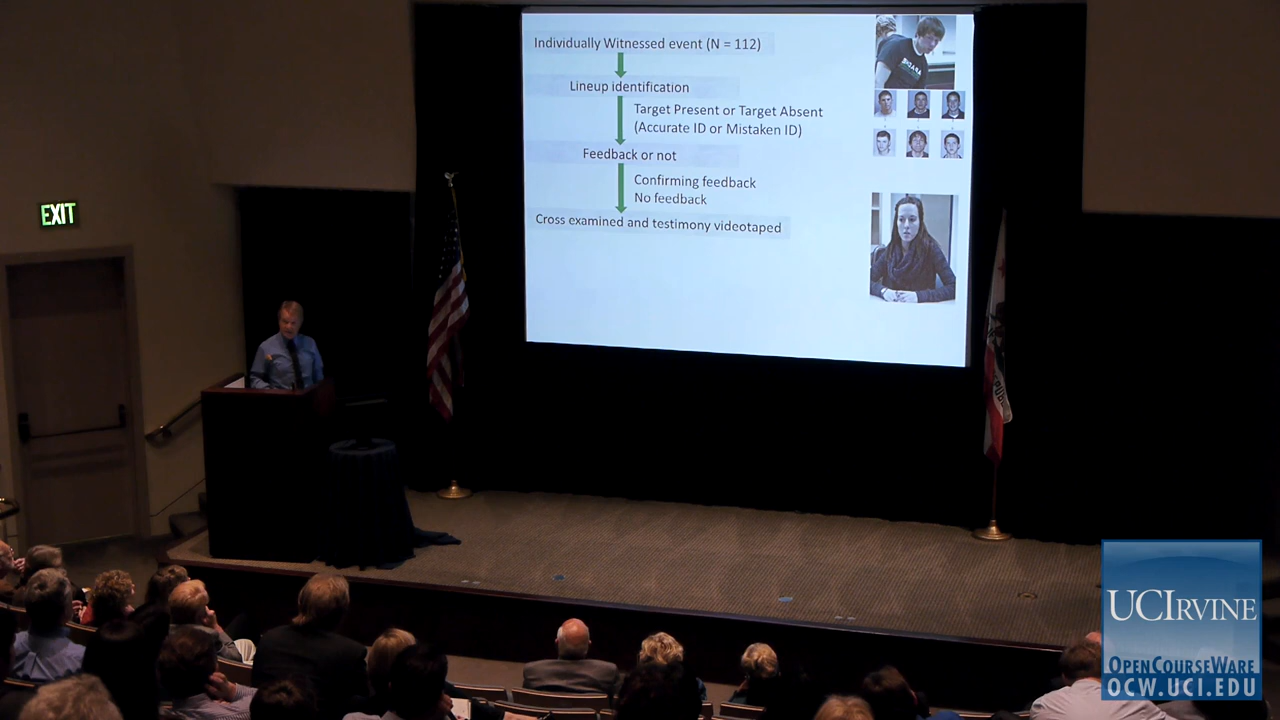 Individually Witnessed event (N = 112)
Lineup identification
Target Present or Target Absent
(Accurate ID or Mistaken ID)
Feedback or not
Confirming feedback
No feedback
Cross examined and testimony videotaped
EXIT
UCIRVINE
OPENCOURSEWARE
OCW.UCI.EDU